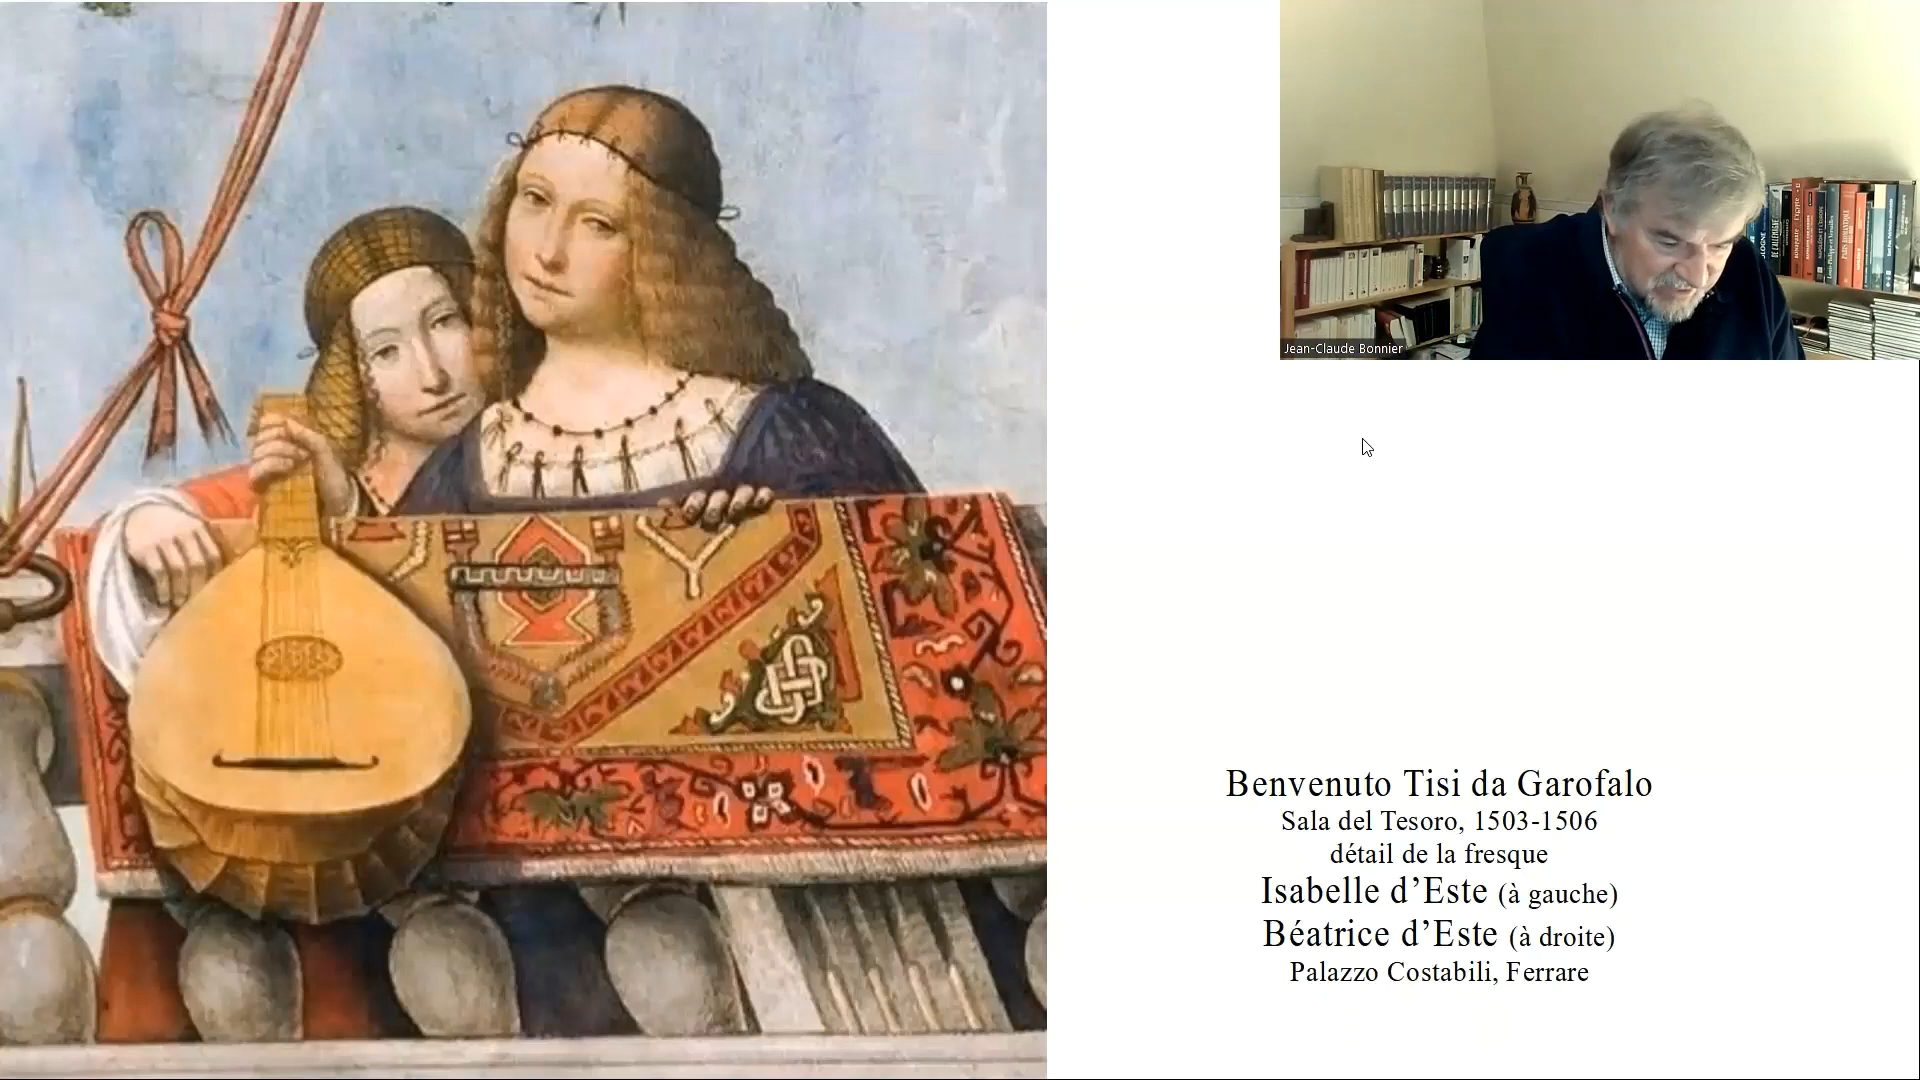 Jean-Claude Bonnier
Benvenuto Tisi da Garofalo
Sala del Tesoro, 1503-1506
détail de la fresque
Isabelle d’Este (à gauche)
Béatrice d’Este (à droite)
Palazzo Costabili, Ferrare